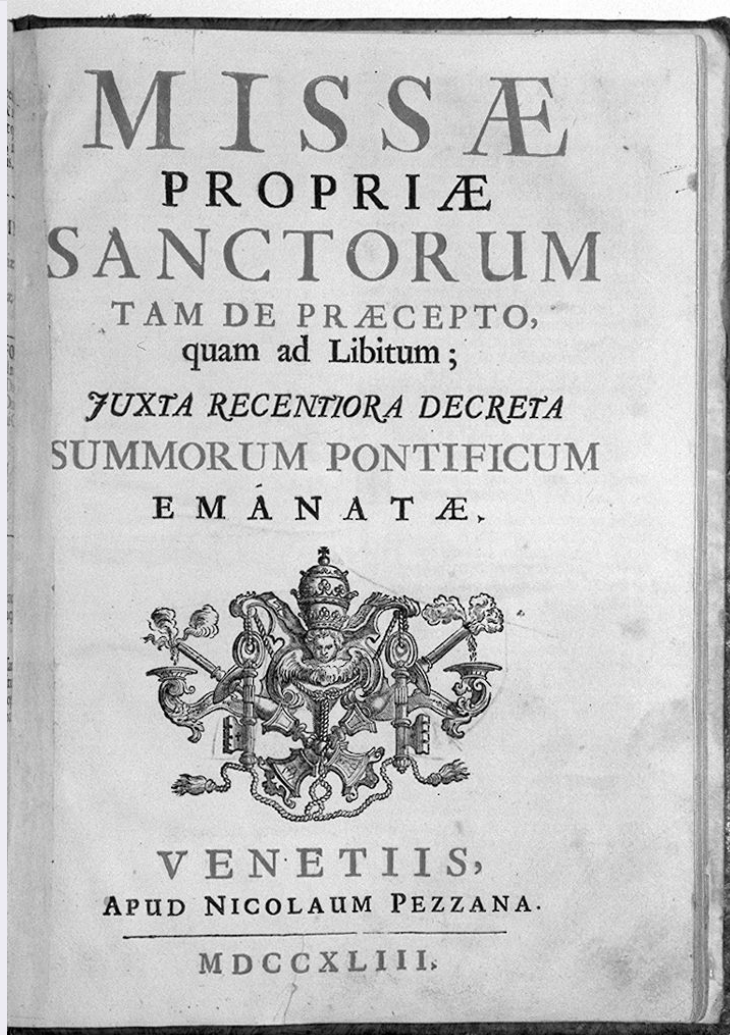 MISSÆ
PROPRIÆ
SANCTORUM
TAM DE PRÆCEPTO,
quam ad Libitum;
JUXTA RECENTIORA DECRETA
SUMMORUM PONTIFICUM
EMANATÆ.
VENETIIS,
APUD NICOLAUM PEZZANA.
MDCCXLIII.